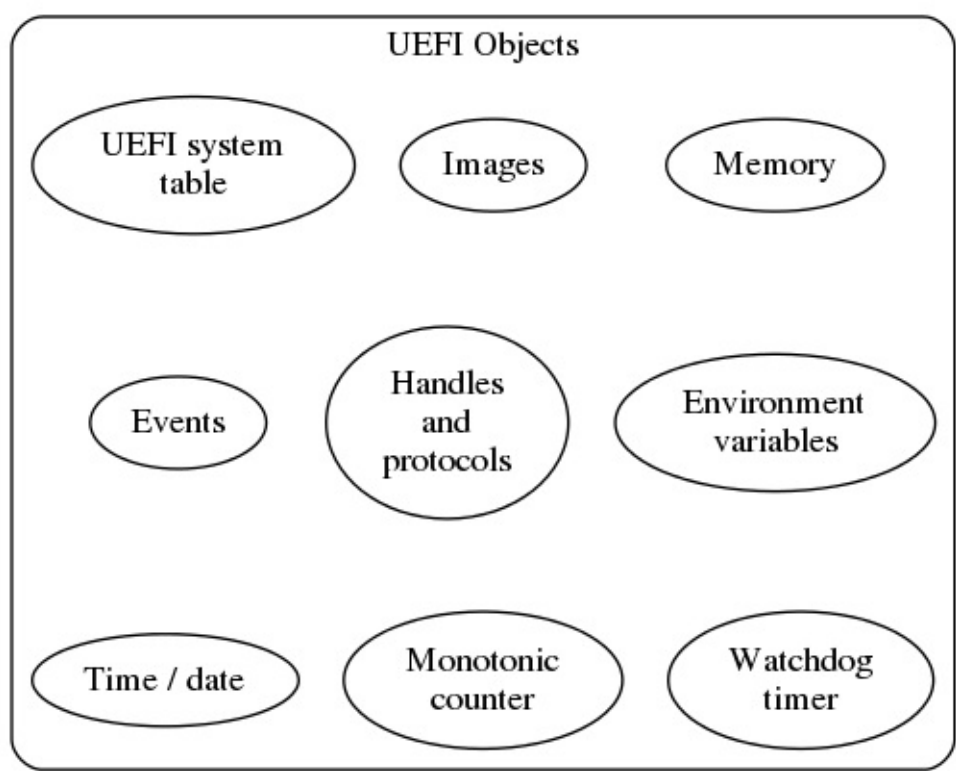 UEFI Objects
UEFI system
table
Images
Memory
Events
Handles
and
protocols
Environment
variables
Time / date
Monotonic
counter
Watchdog
timer